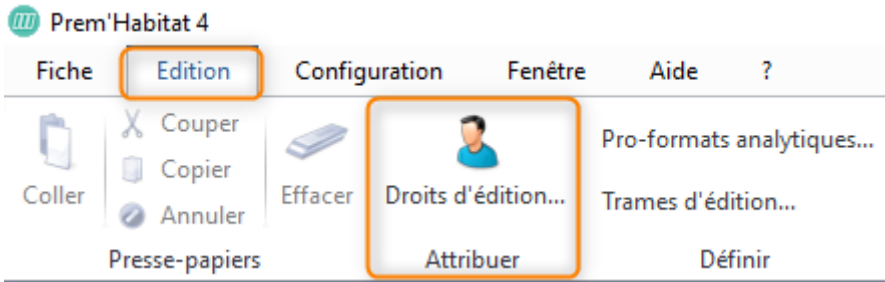 Prem'Habitat 4
Fiche Edition Configuration Fenêtre Aide ?
Coller
Couper
Copier
Annuler
Effacer
Droits d'édition...
Pro-formats analytiques...
Trames d'édition...
Presse-papiers Attribuer Définir